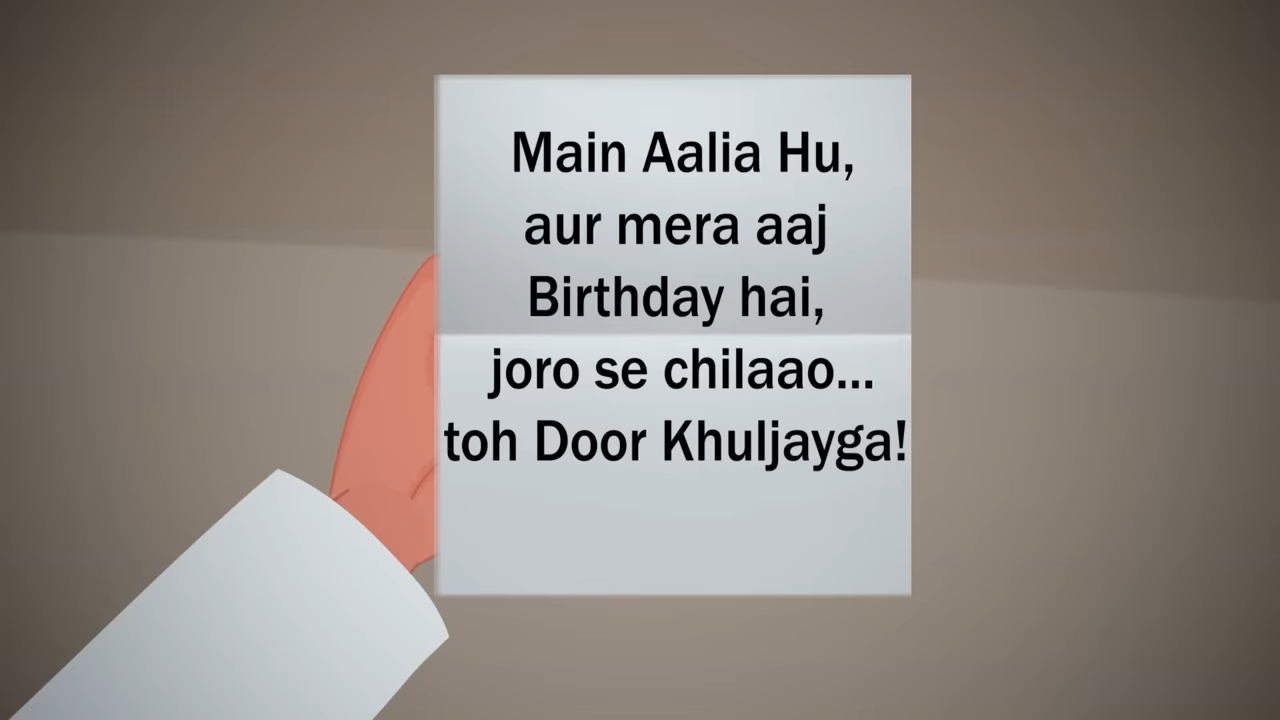 Main Aalia Hu,
aur mera aaj
Birthday hai,
joro se chilaao...
toh Door Khuljayga!